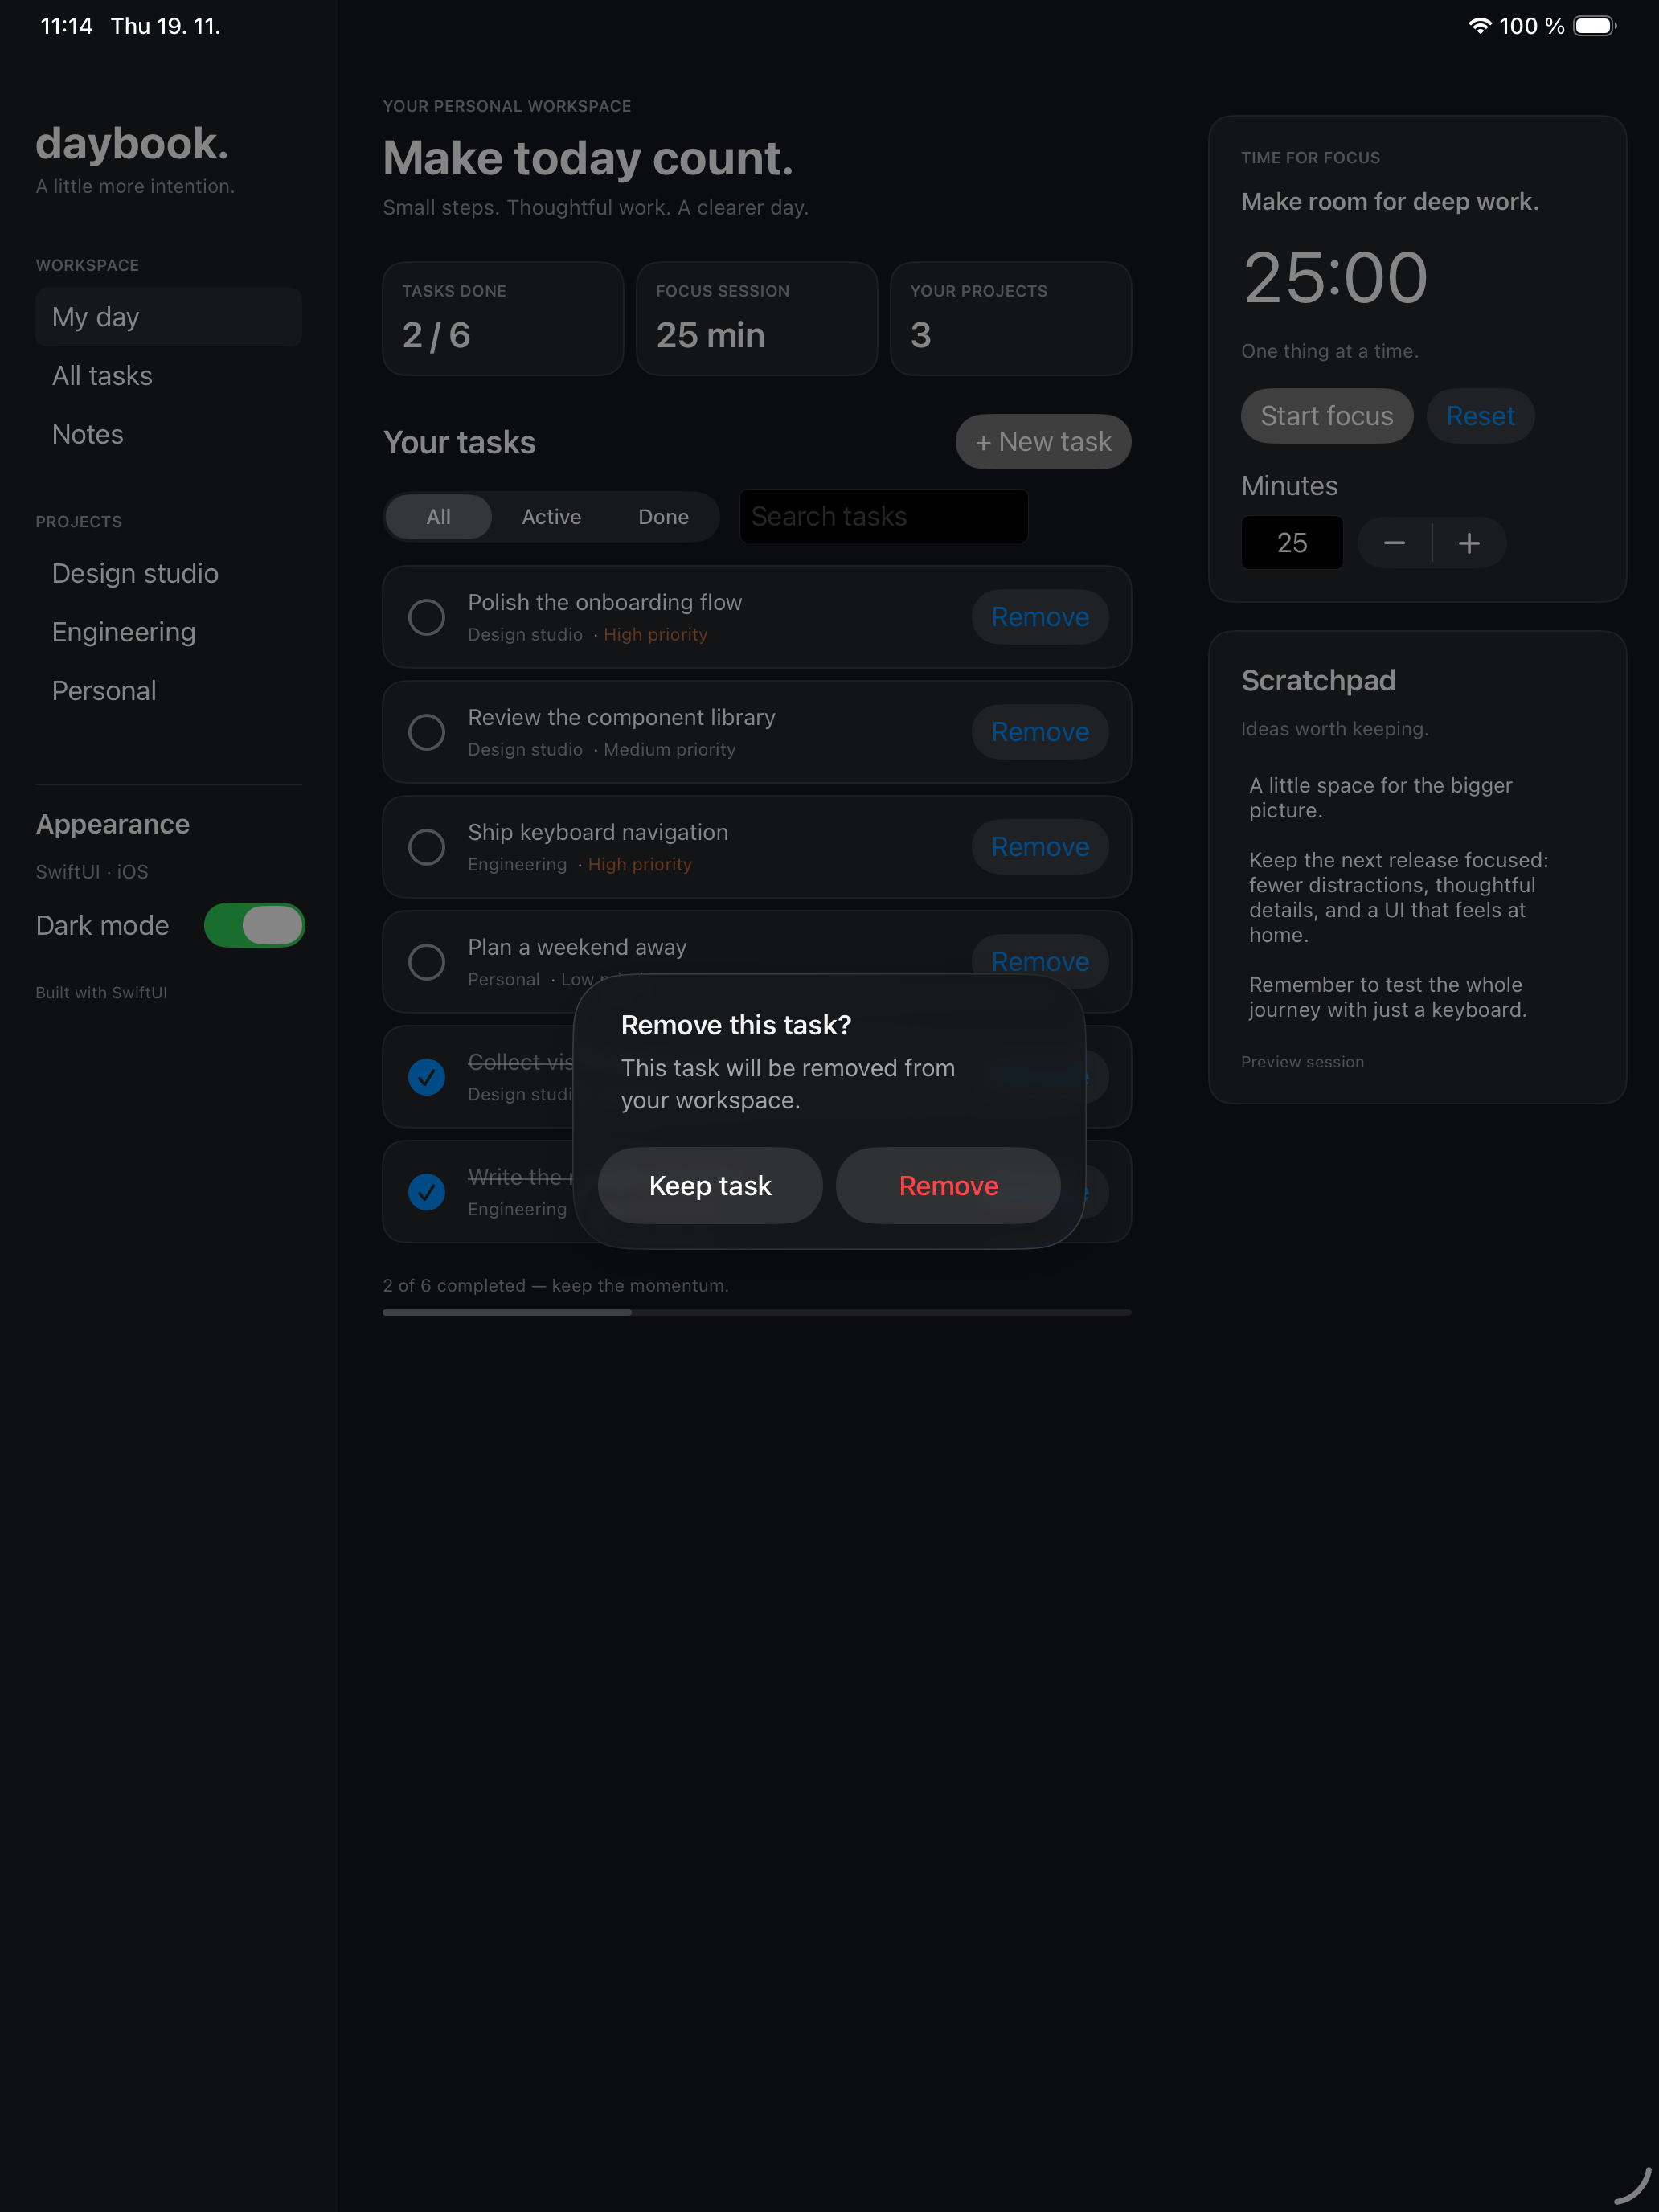 11:14 Thu 19. 11.
100 %
daybook.
A little more intention.
WORKSPACE
My day
All tasks
Notes
PROJECTS
Design studio
Engineering
Personal
Appearance
SwiftUI · iOS
Dark mode
Built with SwiftUI
YOUR PERSONAL WORKSPACE
Make today count.
Small steps. Thoughtful work. A clearer day.
TASKS DONE
2 / 6
FOCUS SESSION
25 min
YOUR PROJECTS
3
Your tasks
+ New task
All
Active
Done
Search tasks
Polish the onboarding flow
Design studio · High priority
Remove
Review the component library
Design studio · Medium priority
Remove
Ship keyboard navigation
Engineering · High priority
Remove
Plan a weekend away
Personal · Low
Remove
Collect
Design
Write the
Engineering
Remove this task?
This task will be removed from
your workspace.
Keep task
Remove
2 of 6 completed — keep the momentum.
TIME FOR FOCUS
Make room for deep work.
25:00
One thing at a time.
Start focus
Reset
Minutes
25
Scratchpad
Ideas worth keeping.
A little space for the bigger
picture.
Keep the next release focused:
fewer distractions, thoughtful
details, and a UI that feels at
home.
Remember to test the whole
journey with just a keyboard.
Preview session